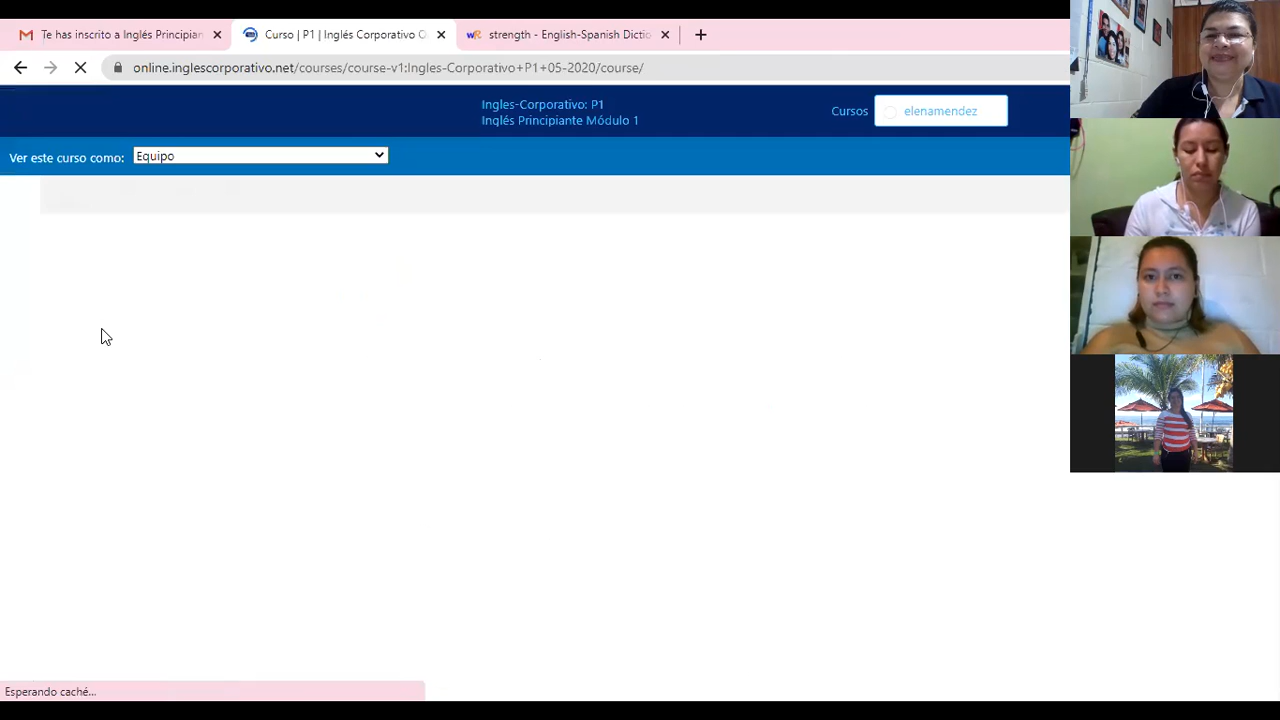 Te has inscrito a Inglés Principian
Curso | P1 | Inglés Corporativo O
strength - English-Spanish Dictio
online.inglescorporativo.net/courses/course-v1:Ingles-Corporativo+P1+05-2020/course/
Ingles-Corporativo: P1
Inglés Principiante Módulo 1
Cursos
elenamendez
Ver este curso como:
Equipo
Esperando caché...